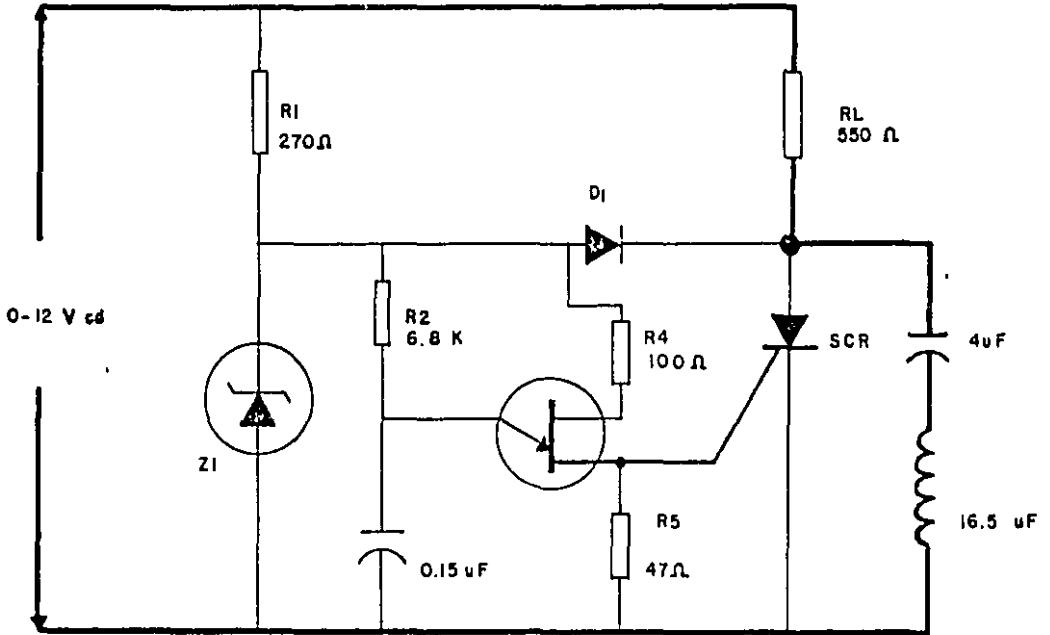 R1
270Ω
RL
550 Ω
D1
0-12 V cd
R2
6.8 K
R4
100Ω
SCR
4uF
Z1
R5
16.5 uF
0.15 uF
47Ω